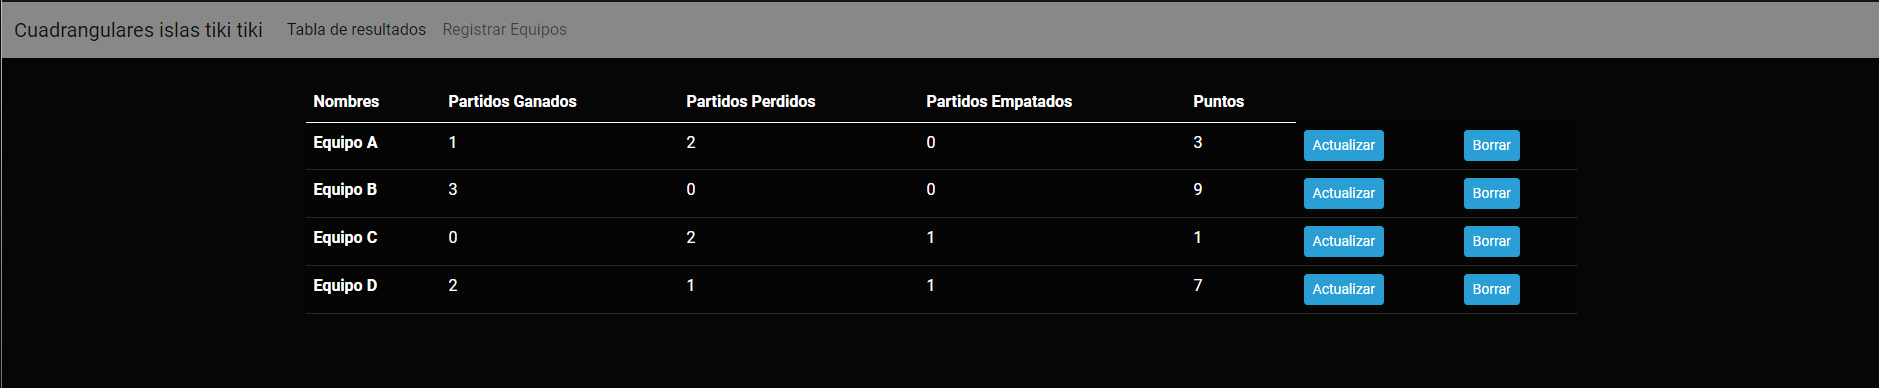 Cuadrangulares islas tiki tiki Tabla de resultados Registrar Equipos
Nombres Partidos Ganados Partidos Perdidos Partidos Empatados Puntos
Equipo A 1 2 0 3 Actualizar Borrar
Equipo B 3 0 0 9 Actualizar Borrar
Equipo C 0 2 1 1 Actualizar Borrar
Equipo D 2 1 1 7 Actualizar Borrar